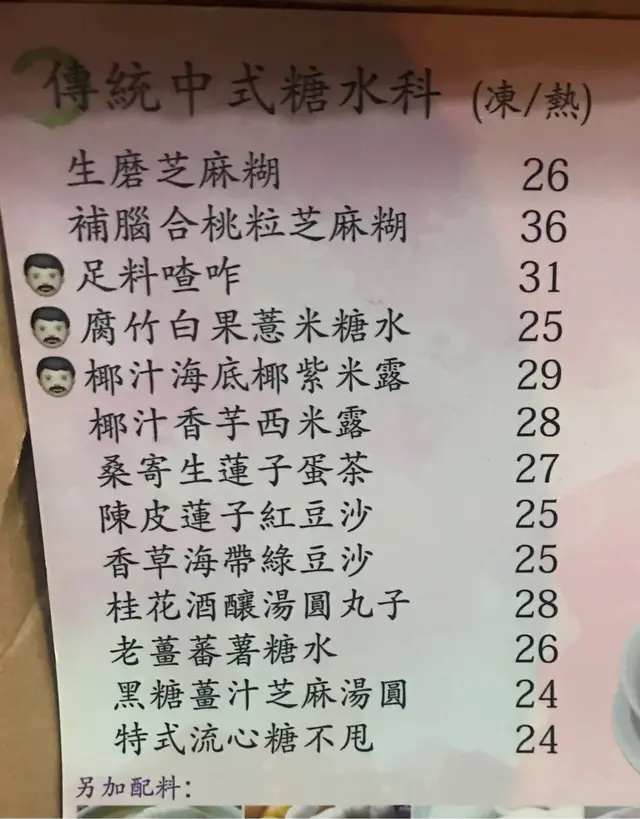 傳統中式糖水科 (凍/熱)
生磨芝麻糊 26
補腦合桃粒芝麻糊 36
足料喳咋 31
腐竹白果薏米糖水 25
椰汁海底椰紫米露 29
椰汁香芋西米露 28
桑寄生蓮子蛋茶 27
陳皮蓮子紅豆沙 25
香草海帶綠豆沙 25
桂花酒釀湯圓丸子 28
老薑蕃薯糖水 26
黑糖薑汁芝麻湯圓 24
特式流心糖不甩 24
另加配料：